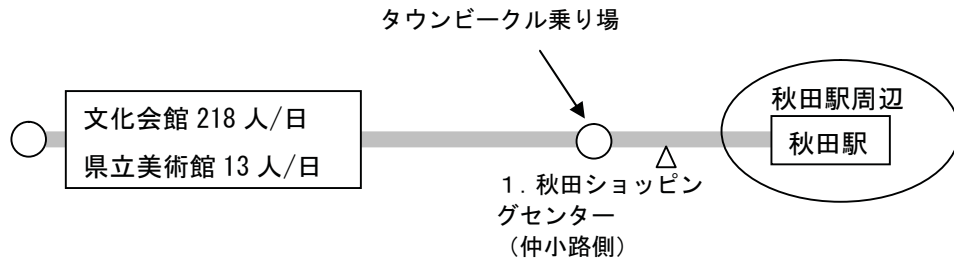 タウンビークル乗り場
文化会館 218 人/日
県立美術館 13 人/日
秋田駅周辺
秋田駅
１．秋田ショッピン
グセンター
（仲小路側）